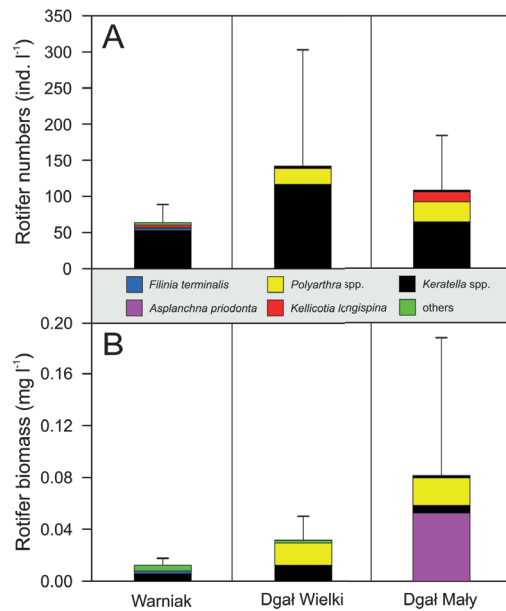 A
Rotifer numbers (ind. l-1)
350
300
250
200
150
100
50
0
Filinia terminalis
Polyarthra spp.
Keratella spp.
Asplanchna priodonta
Kellicotia lcngispina
others
B
Rotifer biomass (mg l-1)
0.20
0.16
0.12
0.08
0.04
0.00
Warniak
Dgał Wielki
Dgał Mały